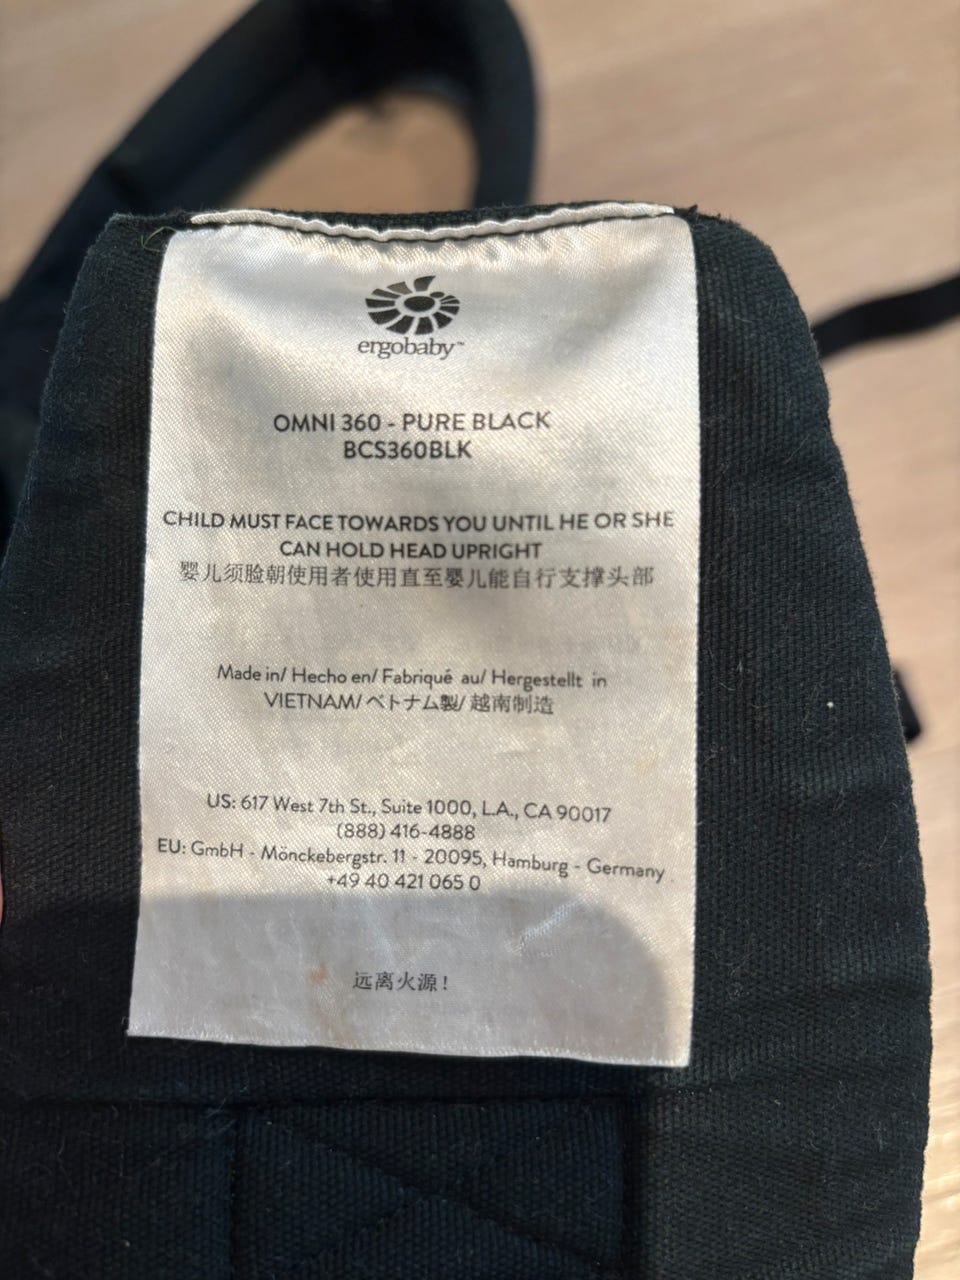 ergobaby™
OMNI 360 - PURE BLACK
BCS360BLK
CHILD MUST FACE TOWARDS YOU UNTIL HE OR SHE
CAN HOLD HEAD UPRIGHT
婴儿须脸朝使用者使用直至婴儿能自行支撑头部
Made in/ Hecho en/ Fabriqué au/ Hergestellt in
VIETNAM/ベトナム製/ 越南制造
US: 617 West 7th St., Suite 1000, L.A., CA 90017
(888) 416-4888
EU: GmbH - Mönckebergstr. 11 - 20095, Hamburg - Germany
+49 40 421 065 0
远离火源!